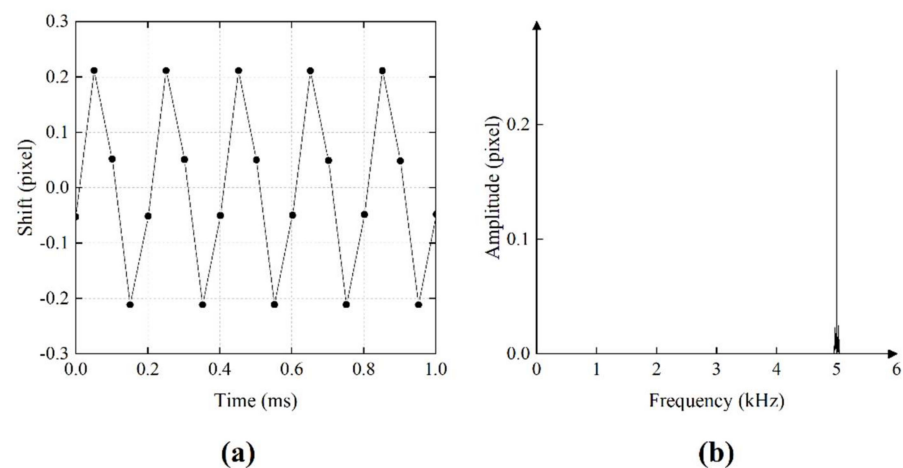 0.3
0.2
0.1
0.0
-0.1
-0.2
-0.3
Shift (pixel)
0.0 0.2 0.4 0.6 0.8 1.0
Time (ms)
(a)
0.2
0.1
0.0
Amplitude (pixel)
0 1 2 3 4 5 6
Frequency (kHz)
(b)